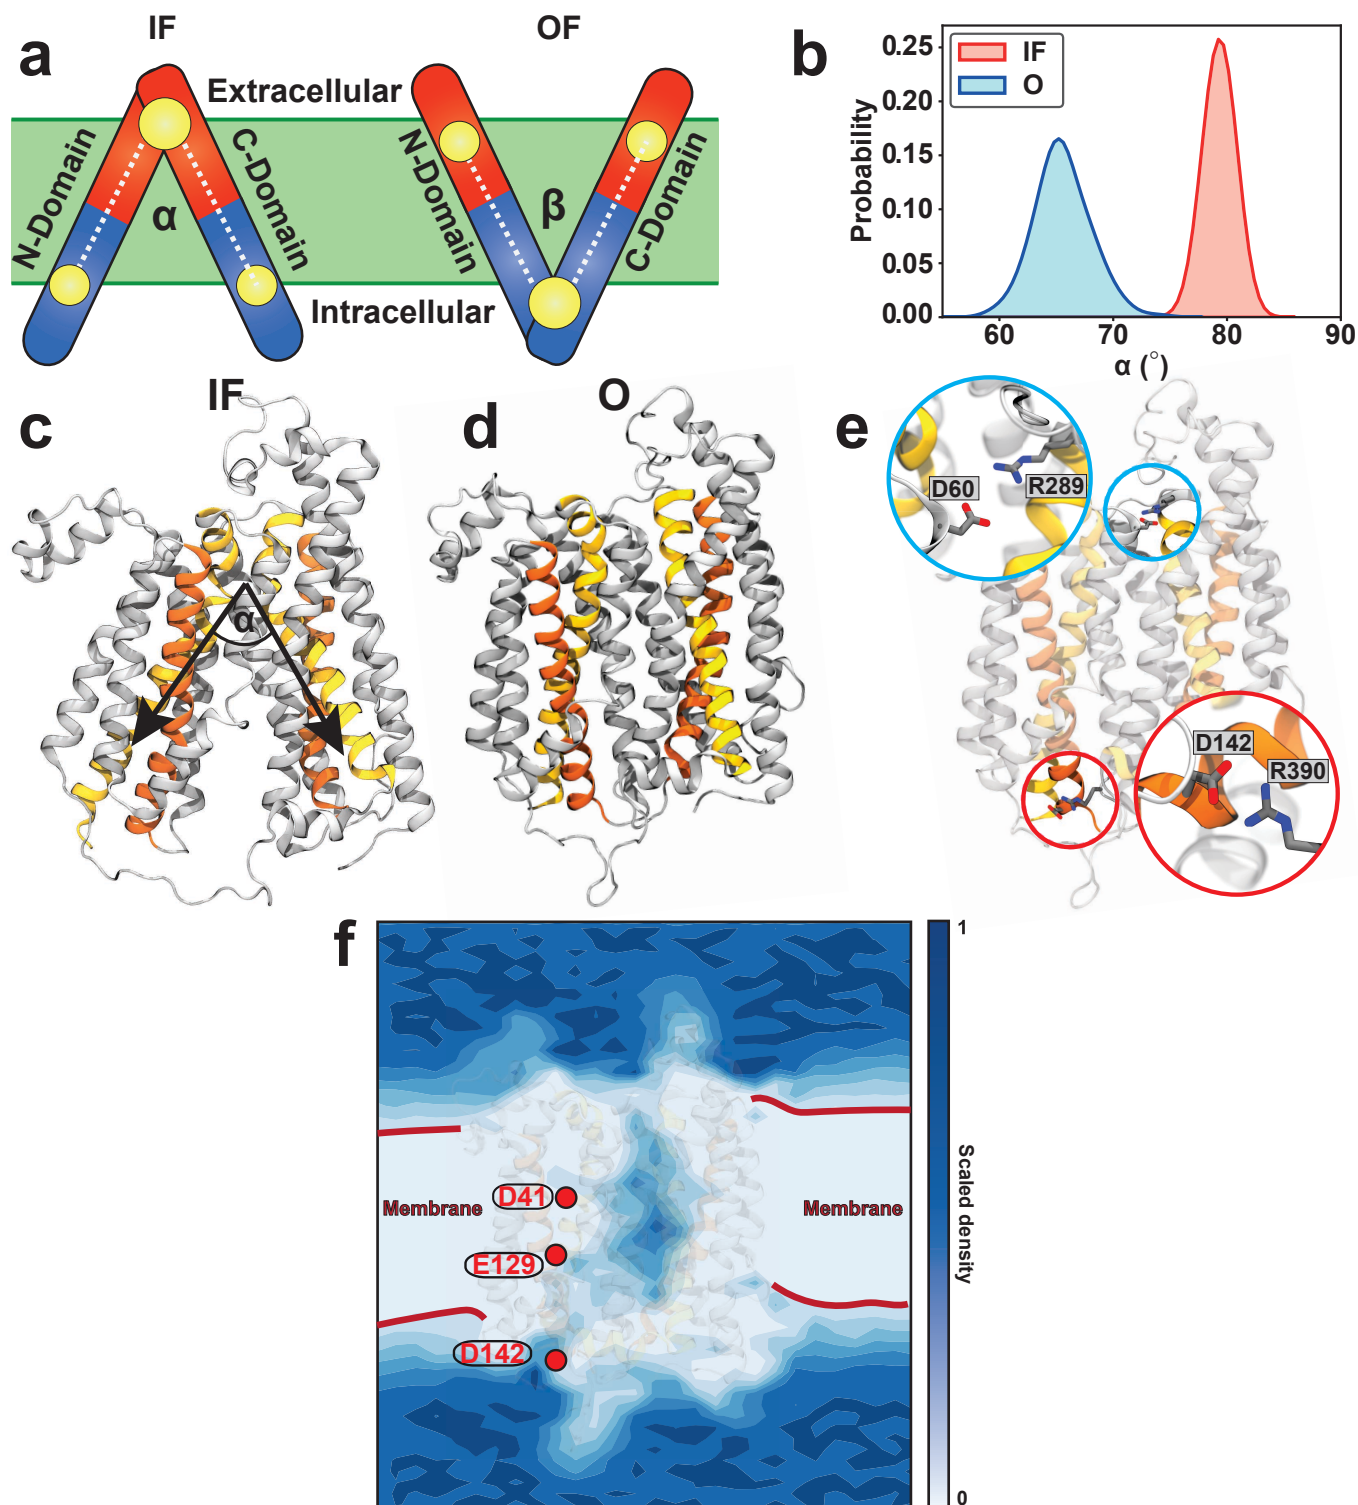 a
IF
OF
Extracellular
N-Domain
C-Domain
N-Domain
C-Domain
α
β
Intracellular
b
IF
O
Probability
0.25
0.20
0.15
0.10
0.05
0.00
60
70
80
90
α (°)
c
IF
α
d
O
e
D60
R289
D142
R390
f
Membrane
Membrane
D41
E129
D142
1
Scaled density
0